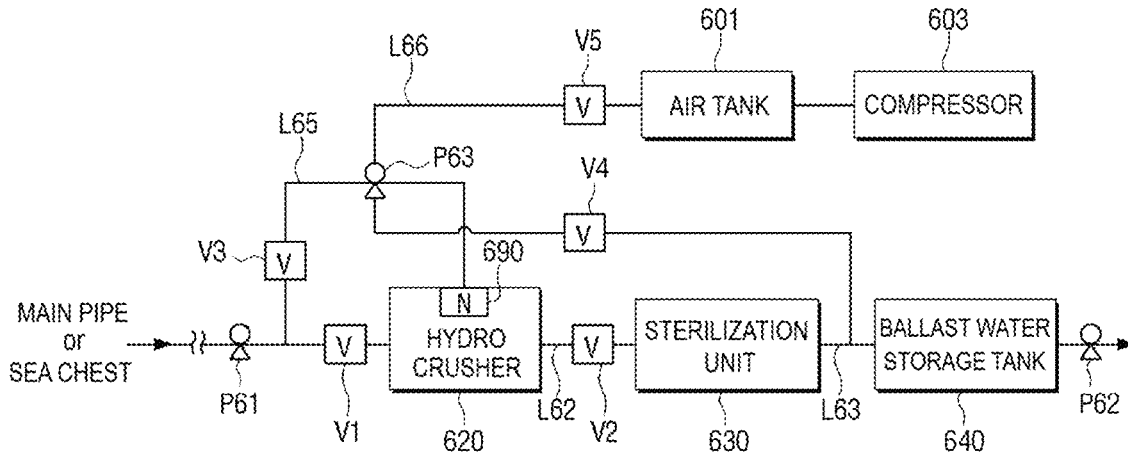 601
603
L66
V5
AIR TANK
V
COMPRESSOR
L65
P63
V4
V
V3
V
690
N
MAIN PIPE
or
SEA CHEST
V
HYDRO
CRUSHER
V
STERILIZATION
UNIT
BALLAST WATER
STORAGE TANK
P61
V1
620
L62
V2
630
L63
640
P62